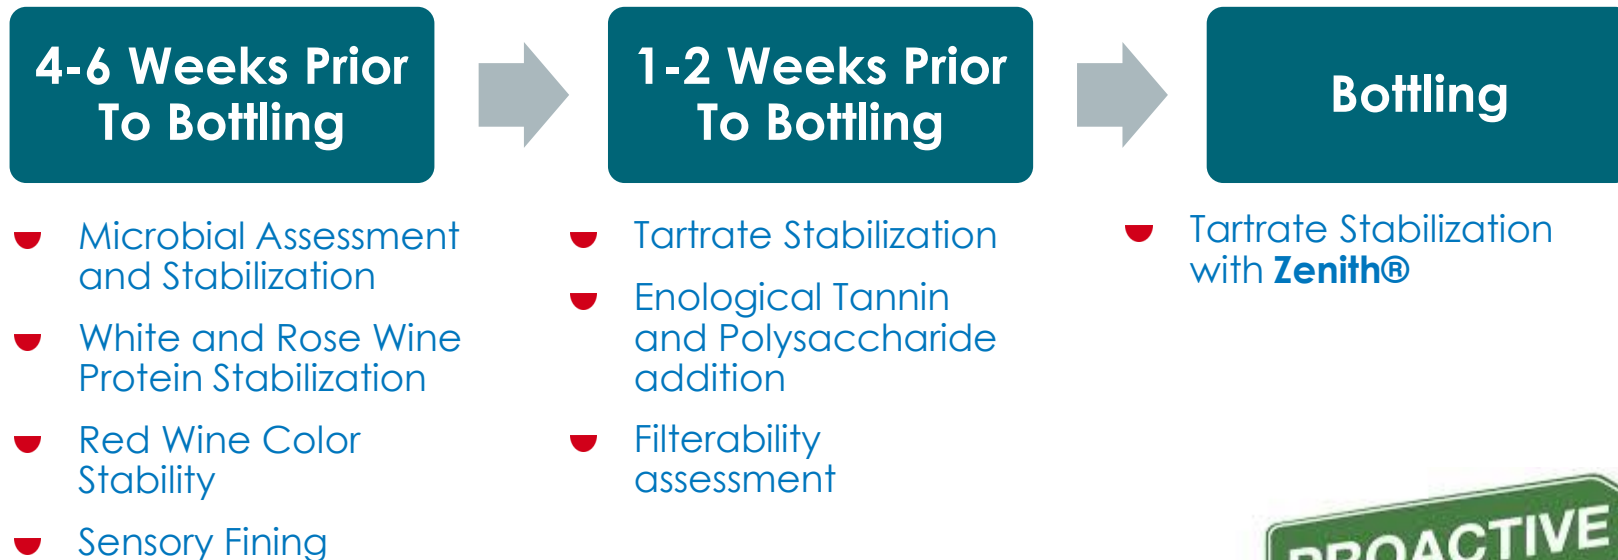 4-6 Weeks Prior
To Bottling
Microbial Assessment
and Stabilization
White and Rose Wine
Protein Stabilization
Red Wine Color
Stability
Sensory Fining
1-2 Weeks Prior
To Bottling
Tartrate Stabilization
Enological Tannin
and Polysaccharide
addition
Filterability
assessment
Bottling
Tartrate Stabilization
with Zenith®
PROACTIVE